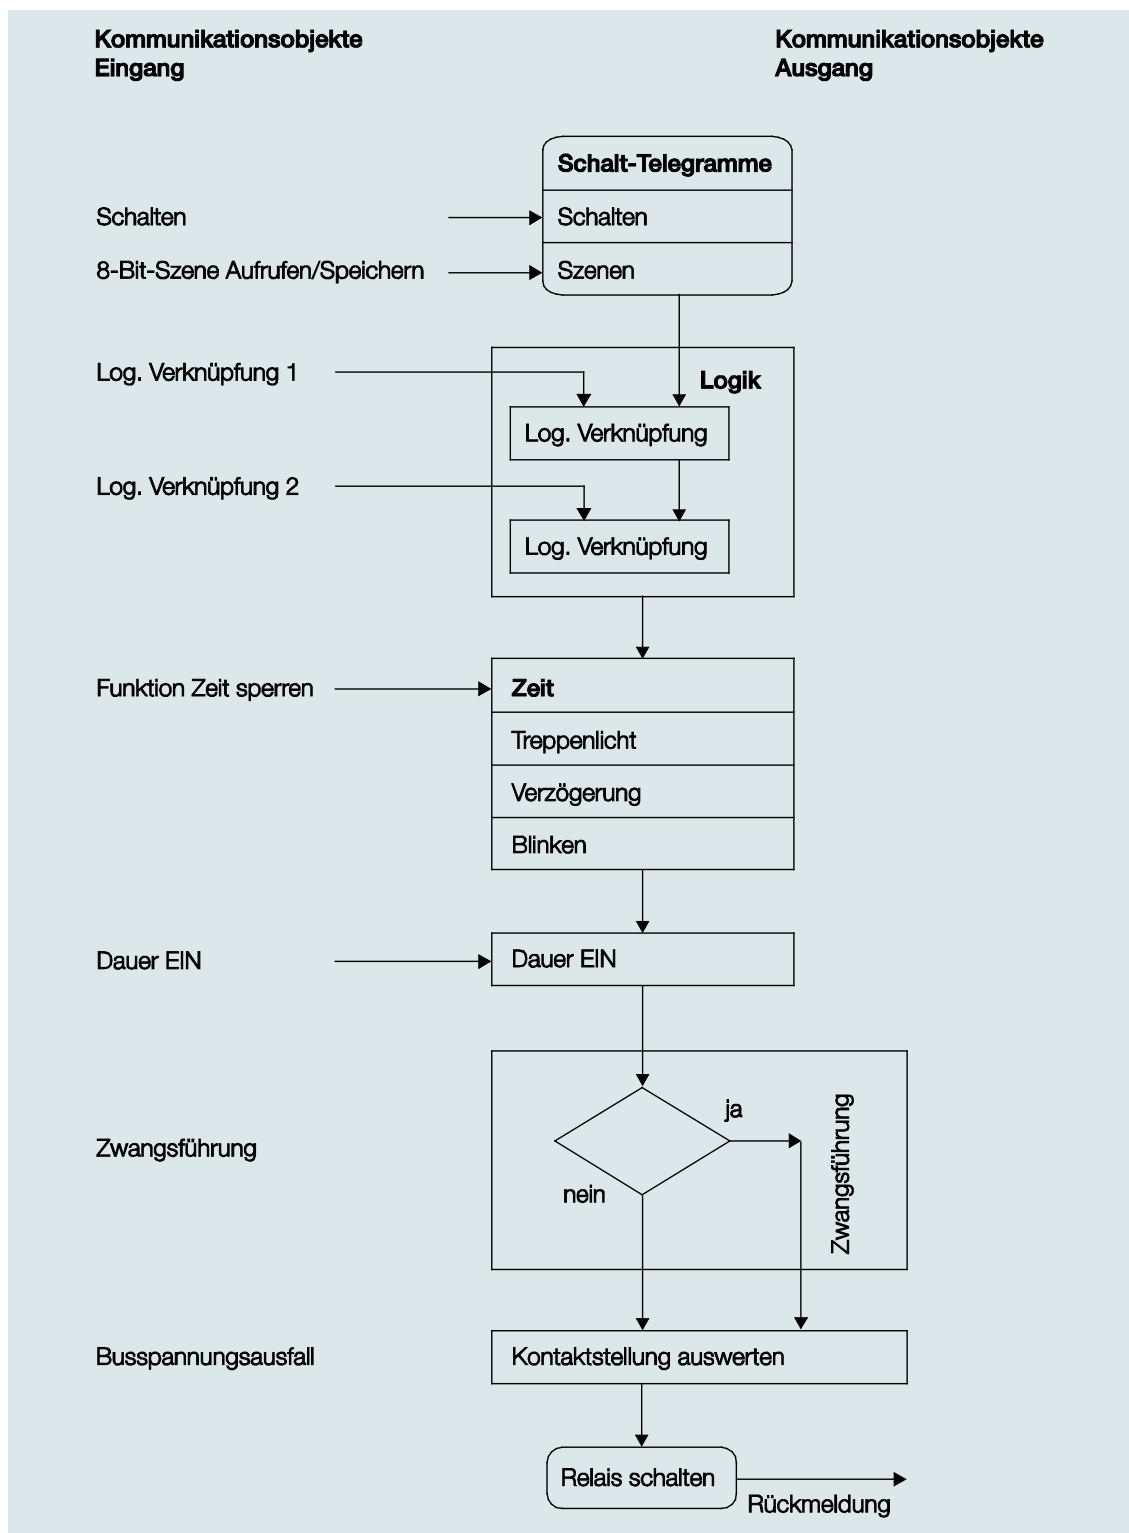 Kommunikationsobjekte
Eingang
Kommunikationsobjekte
Ausgang
Schalt-Telegramme
Schalten
Schalten
8-Bit-Szene Aufrufen/Speichern
Szenen
Log. Verknüpfung 1
Logik
Log. Verknüpfung
Log. Verknüpfung 2
Log. Verknüpfung
Funktion Zeit sperren
Zeit
Treppenlicht
Verzögerung
Blinken
Dauer EIN
Dauer EIN
ja
Zwangsführung
Zwangsführung
nein
Busspannungsausfall
Kontaktstellung auswerten
Relais schalten
Rückmeldung